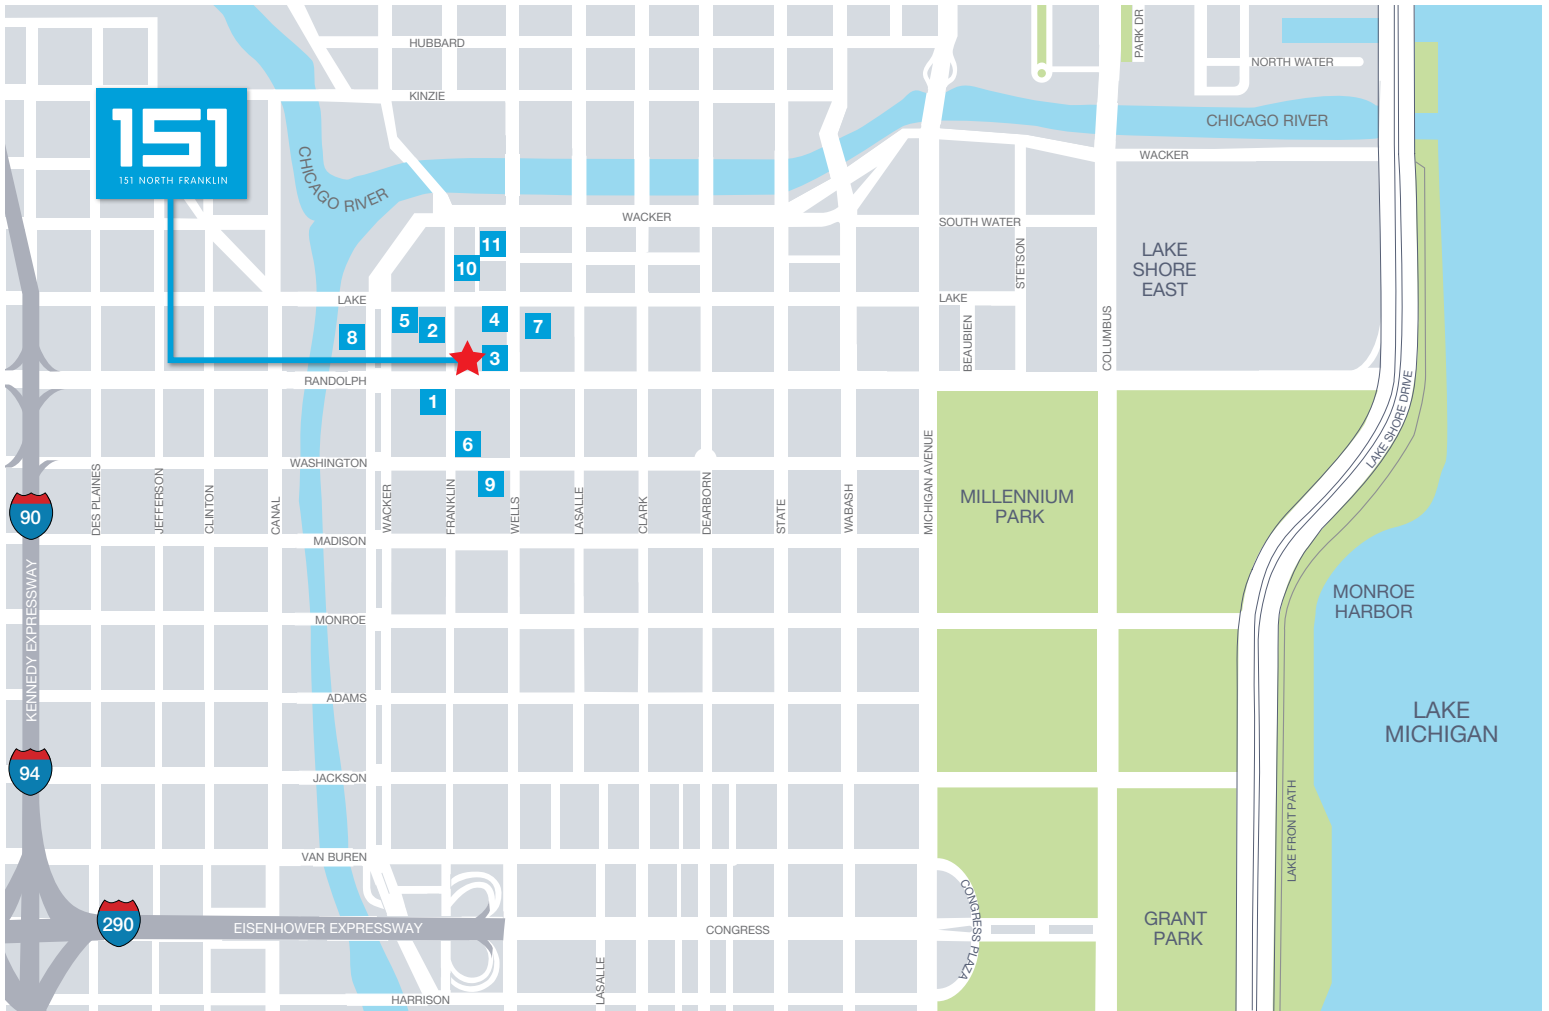 HUBBARD
PARK DR
NORTH WATER
KINZIE
151
151 NORTH FRANKLIN
CHICAGO RIVER
CHICAGO RIVER
WACKER
WACKER
SOUTH WATER
11
10
STETSON
LAKE
SHORE
EAST
LAKE
LAKE
5
2
4
7
8
3
BEAUBIEN
COLUMBUS
RANDOLPH
1
LAKE SHORE DRIVE
6
WASHINGTON
9
DES PLAINES
JEFFERSON
CLINTON
CANAL
WACKER
FRANKLIN
WELLS
LASALLE
CLARK
DEARBORN
STATE
WABASH
MICHIGAN AVENUE
MILLENNIUM
PARK
90
MADISON
KENNEDY EXPRESSWAY
MONROE
HARBOR
MONROE
ADAMS
LAKE
MICHIGAN
94
JACKSON
LAKE FRONT PATH
VAN BUREN
290
EISENHOWER EXPRESSWAY
CONGRESS
CONGRESS PLAZA
GRANT
PARK
LASALLE
HARRISON